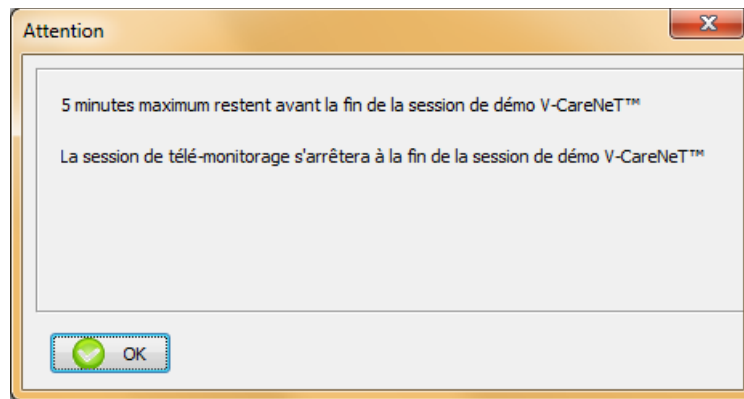 Attention
5 minutes maximum restent avant la fin de la session de démo V-CareNeT™
La session de télé-monitorage s'arrêtera à la fin de la session de démo V-CareNeT™
OK